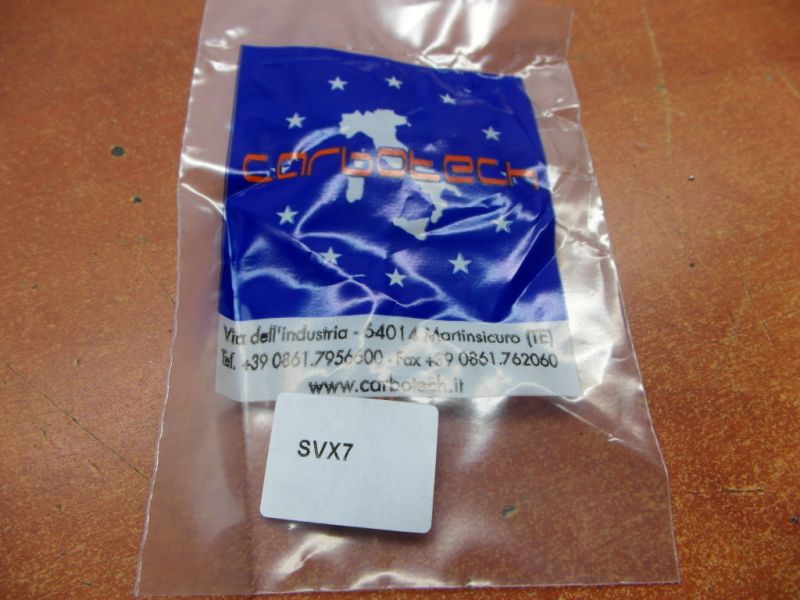 carbotech
Via dell'industria - 64014 Martinsicuro (TE)
Tel. +39 0861.7956600 - Fax +39 0861.762060
www.carbotech.it
SVX7